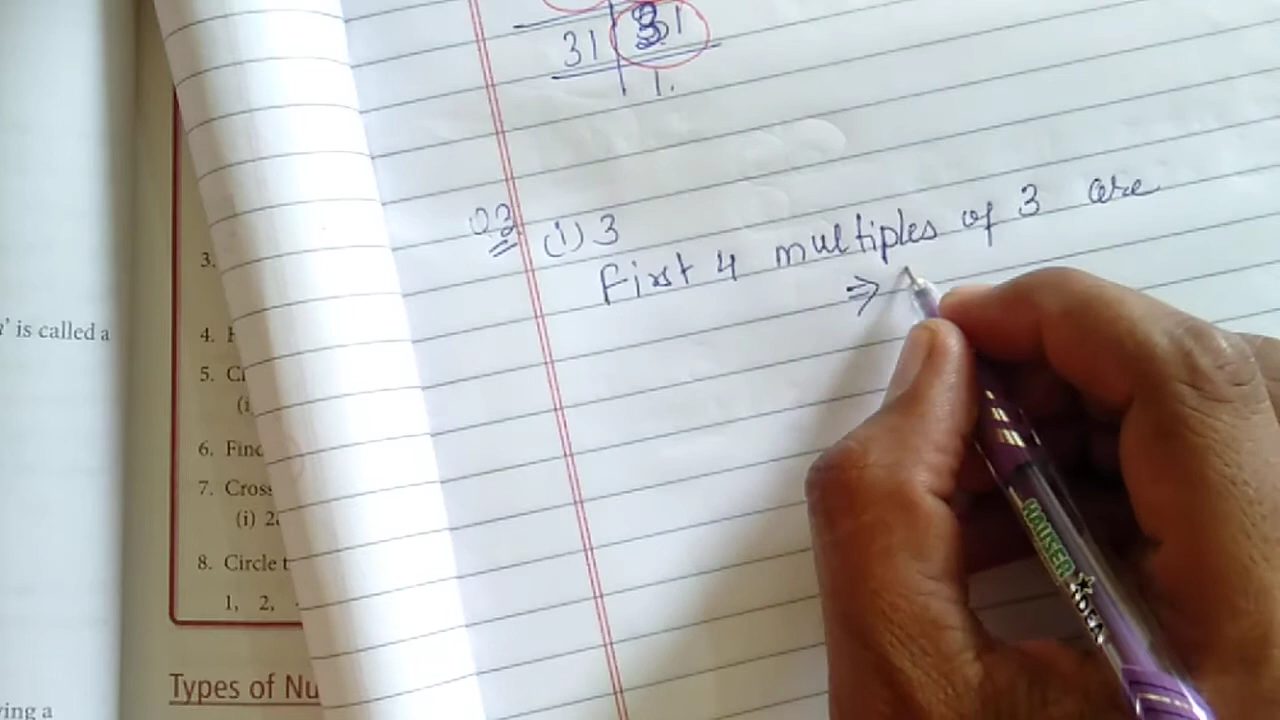 31 31
1.
Q3 (i) 3
First 4 multiples of 3 are
⇒
' is called a
3.
4.
5.
(i
6. Find
7. Cross
(i)
8. Circle
1, 2,
Types of
HAUSER
IDEA